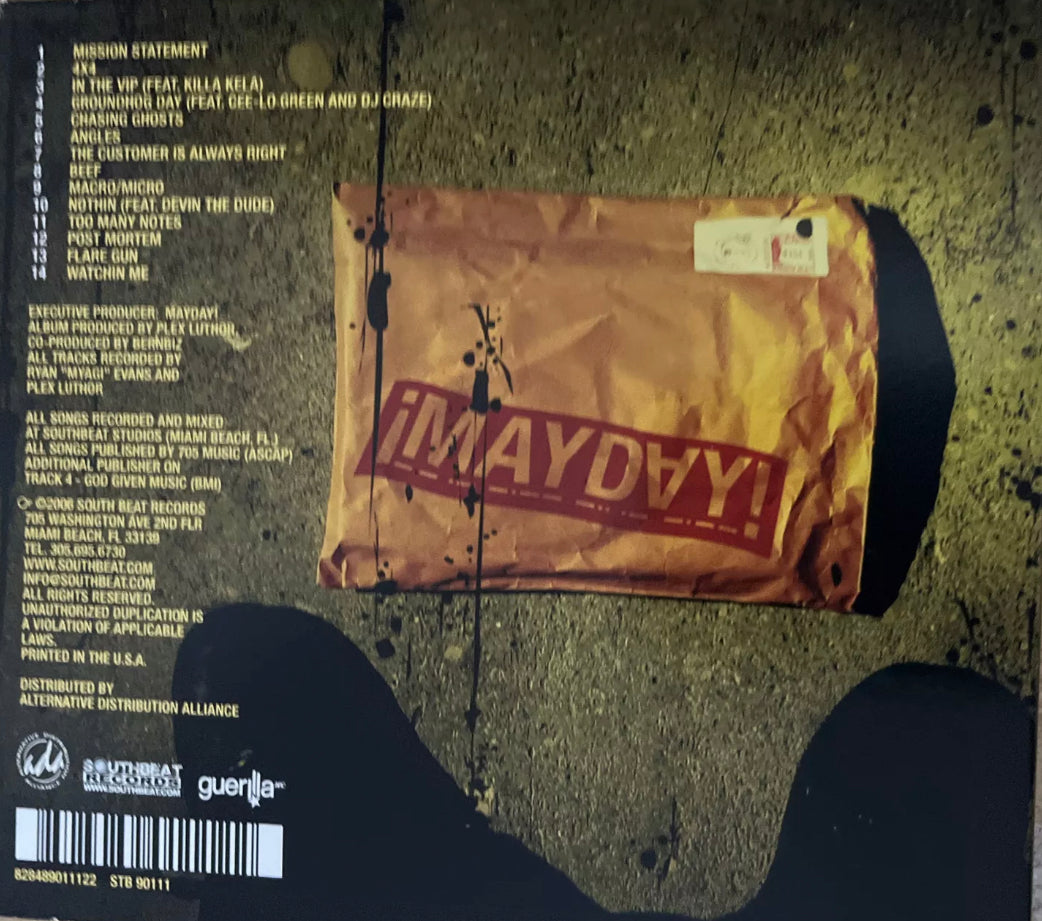 1 MISSION STATEMENT
2 4X4
3 IN THE VIP (FEAT. KILLA KELA)
4 GROUNDHOG DAY (FEAT. CEE-LO GREEN AND DJ CRAZE)
5 CHASING GHOSTS
6 ANGLES
7 THE CUSTOMER IS ALWAYS RIGHT
8 BEEF
9 MACRO/MICRO
10 NOTHIN (FEAT. DEVIN THE DUDE)
11 TOO MANY NOTES
12 POST MORTEM
13 FLARE GUN
14 WATCHIN ME
EXECUTIVE PRODUCER: MAYDAY!
ALBUM PRODUCED BY PLEX LUTHOR,
CO-PRODUCED BY BERNBIZ
ALL TRACKS RECORDED BY
RYAN "MYAGI" EVANS AND
PLEX LUTHOR
ALL SONGS RECORDED AND MIXED
AT SOUTHBEAT STUDIOS (MIAMI BEACH, FL.)
ALL SONGS PUBLISHED BY 705 MUSIC (ASCAP)
ADDITIONAL PUBLISHER ON
TRACK 4 - GOD GIVEN MUSIC (BMI)
©2006 SOUTH BEAT RECORDS
705 WASHINGTON AVE 2ND FLR
MIAMI BEACH, FL 33139
TEL. 305.695.6730
WWW.SOUTHBEAT.COM
INFO@SOUTHBEAT.COM
ALL RIGHTS RESERVED.
UNAUTHORIZED DUPLICATION IS
A VIOLATION OF APPLICABLE
LAWS.
PRINTED IN THE U.S.A.
DISTRIBUTED BY
ALTERNATIVE DISTRIBUTION ALLIANCE
ada
SOUTHBEAT
RECORDS
WWW.SOUTHBEAT.COM
guerilla
828489011122 STB 90111
¡MAYDAY!